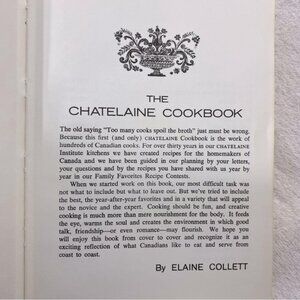 THE
CHATELAINE COOKBOOK
The old saying "Too many cooks spoil the broth" just must be wrong.
Because this first (and only) CHATELAINE Cookbook is the work of
hundreds of Canadian cooks. For over thirty years in our CHATELAINE
Institute kitchens we have created recipes for the homemakers of
Canada and we have been guided in our planning by your letters,
your questions and by the recipes you have shared with us year by
year in our Family Favorites Recipe Contests.
When we started work on this book, our most difficult task was
not what to include but what to leave out. But we've tried to include
the best, the year-after-year favorites and in a variety that will appeal
to the novice and the expert. Cooking should be fun, and creative
cooking is much more than mere nourishment for the body. It feeds
the eye, warms the soul and creates the environment in which good
talk, friendship—or even romance—may flourish. We hope you
will enjoy this book from cover to cover and recognize it as an
exciting reflection of what Canadians like to eat and serve from
coast to coast.
By ELAINE COLLETT